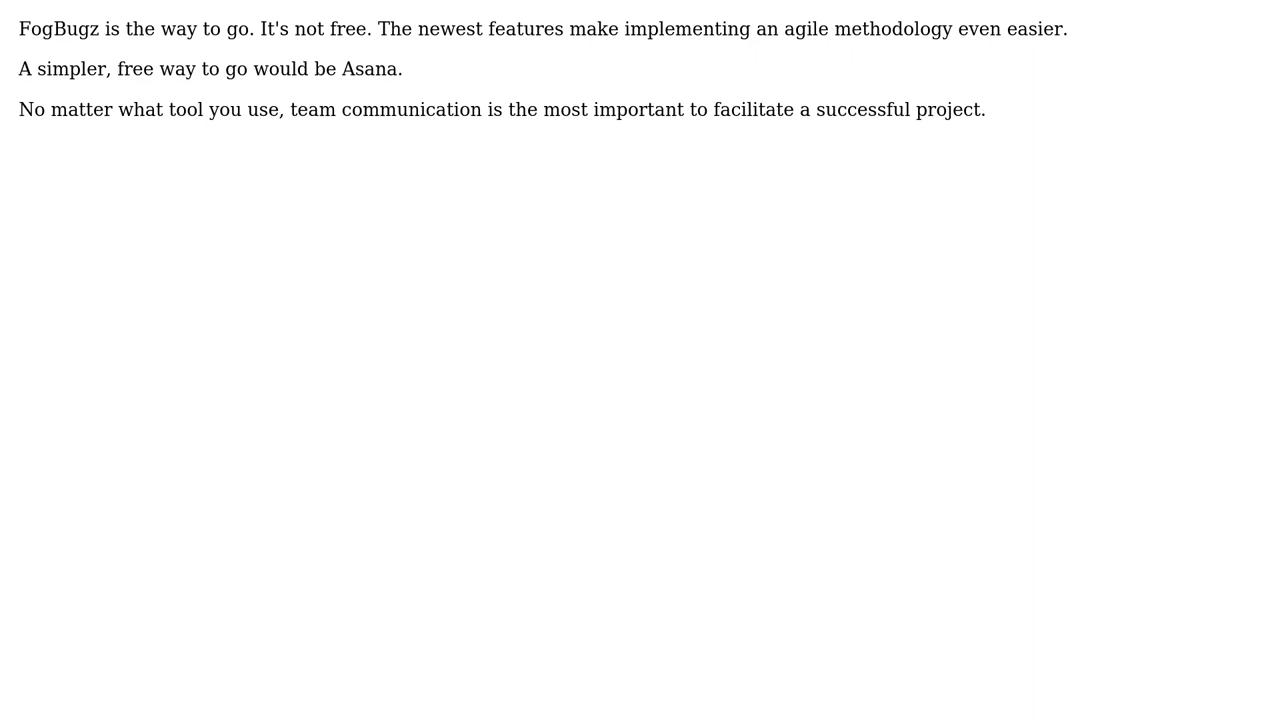 FogBugz is the way to go. It's not free. The newest features make implementing an agile methodology even easier.
A simpler, free way to go would be Asana.
No matter what tool you use, team communication is the most important to facilitate a successful project.